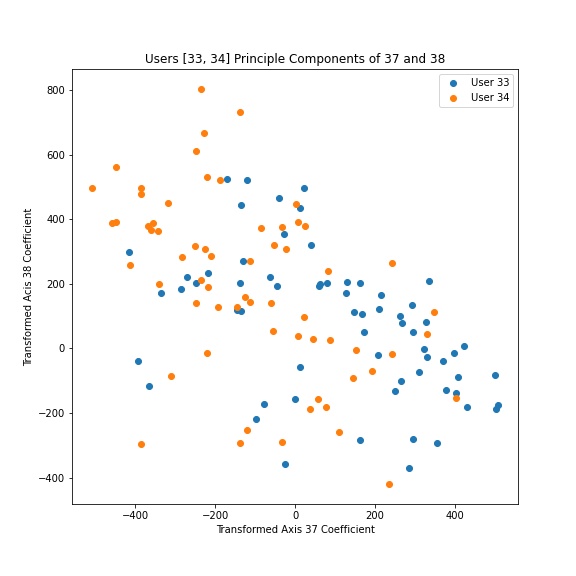 Users [33, 34] Principle Components of 37 and 38
User 33
User 34
800
600
400
200
0
−200
−400
Transformed Acis 38 Coefficient
−400
−200
0
200
400
Transformed Axis 37 Coefficient